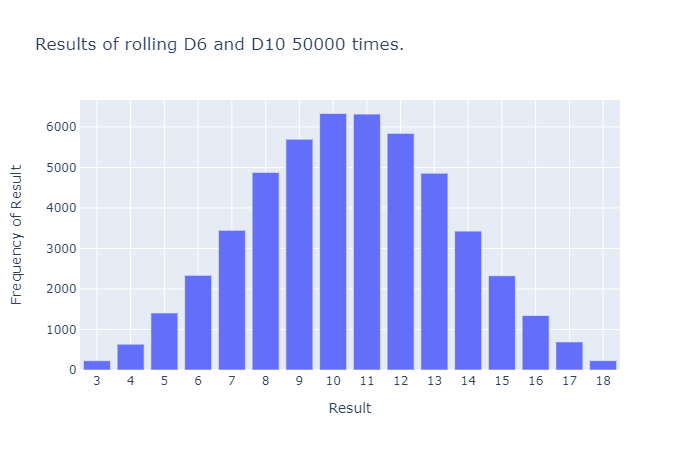 Results of rolling D6 and D10 50000 times.
Frequency of Result
6000
5000
4000
3000
2000
1000
0
3 4 5 6 7 8 9 10 11 12 13 14 15 16 17 18
Result